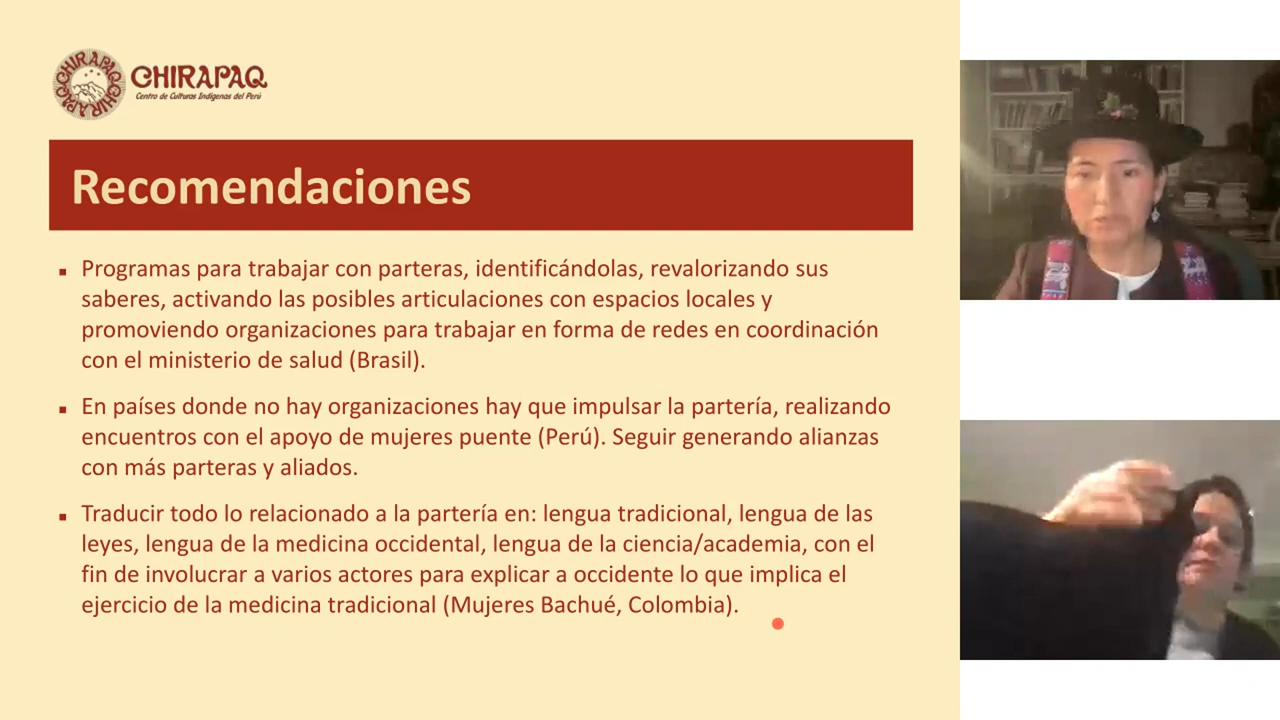 CHIRAPAQ
Centro de Culturas Indígenas del Perú
Recomendaciones
▪ Programas para trabajar con parteras, identificándolas, revalorizando sus
saberes, activando las posibles articulaciones con espacios locales y
promoviendo organizaciones para trabajar en forma de redes en coordinación
con el ministerio de salud (Brasil).
▪ En países donde no hay organizaciones hay que impulsar la partería, realizando
encuentros con el apoyo de mujeres puente (Perú). Seguir generando alianzas
con más parteras y aliados.
▪ Traducir todo lo relacionado a la partería en: lengua tradicional, lengua de las
leyes, lengua de la medicina occidental, lengua de la ciencia/academia, con el
fin de involucrar a varios actores para explicar a occidente lo que implica el
ejercicio de la medicina tradicional (Mujeres Bachué, Colombia).